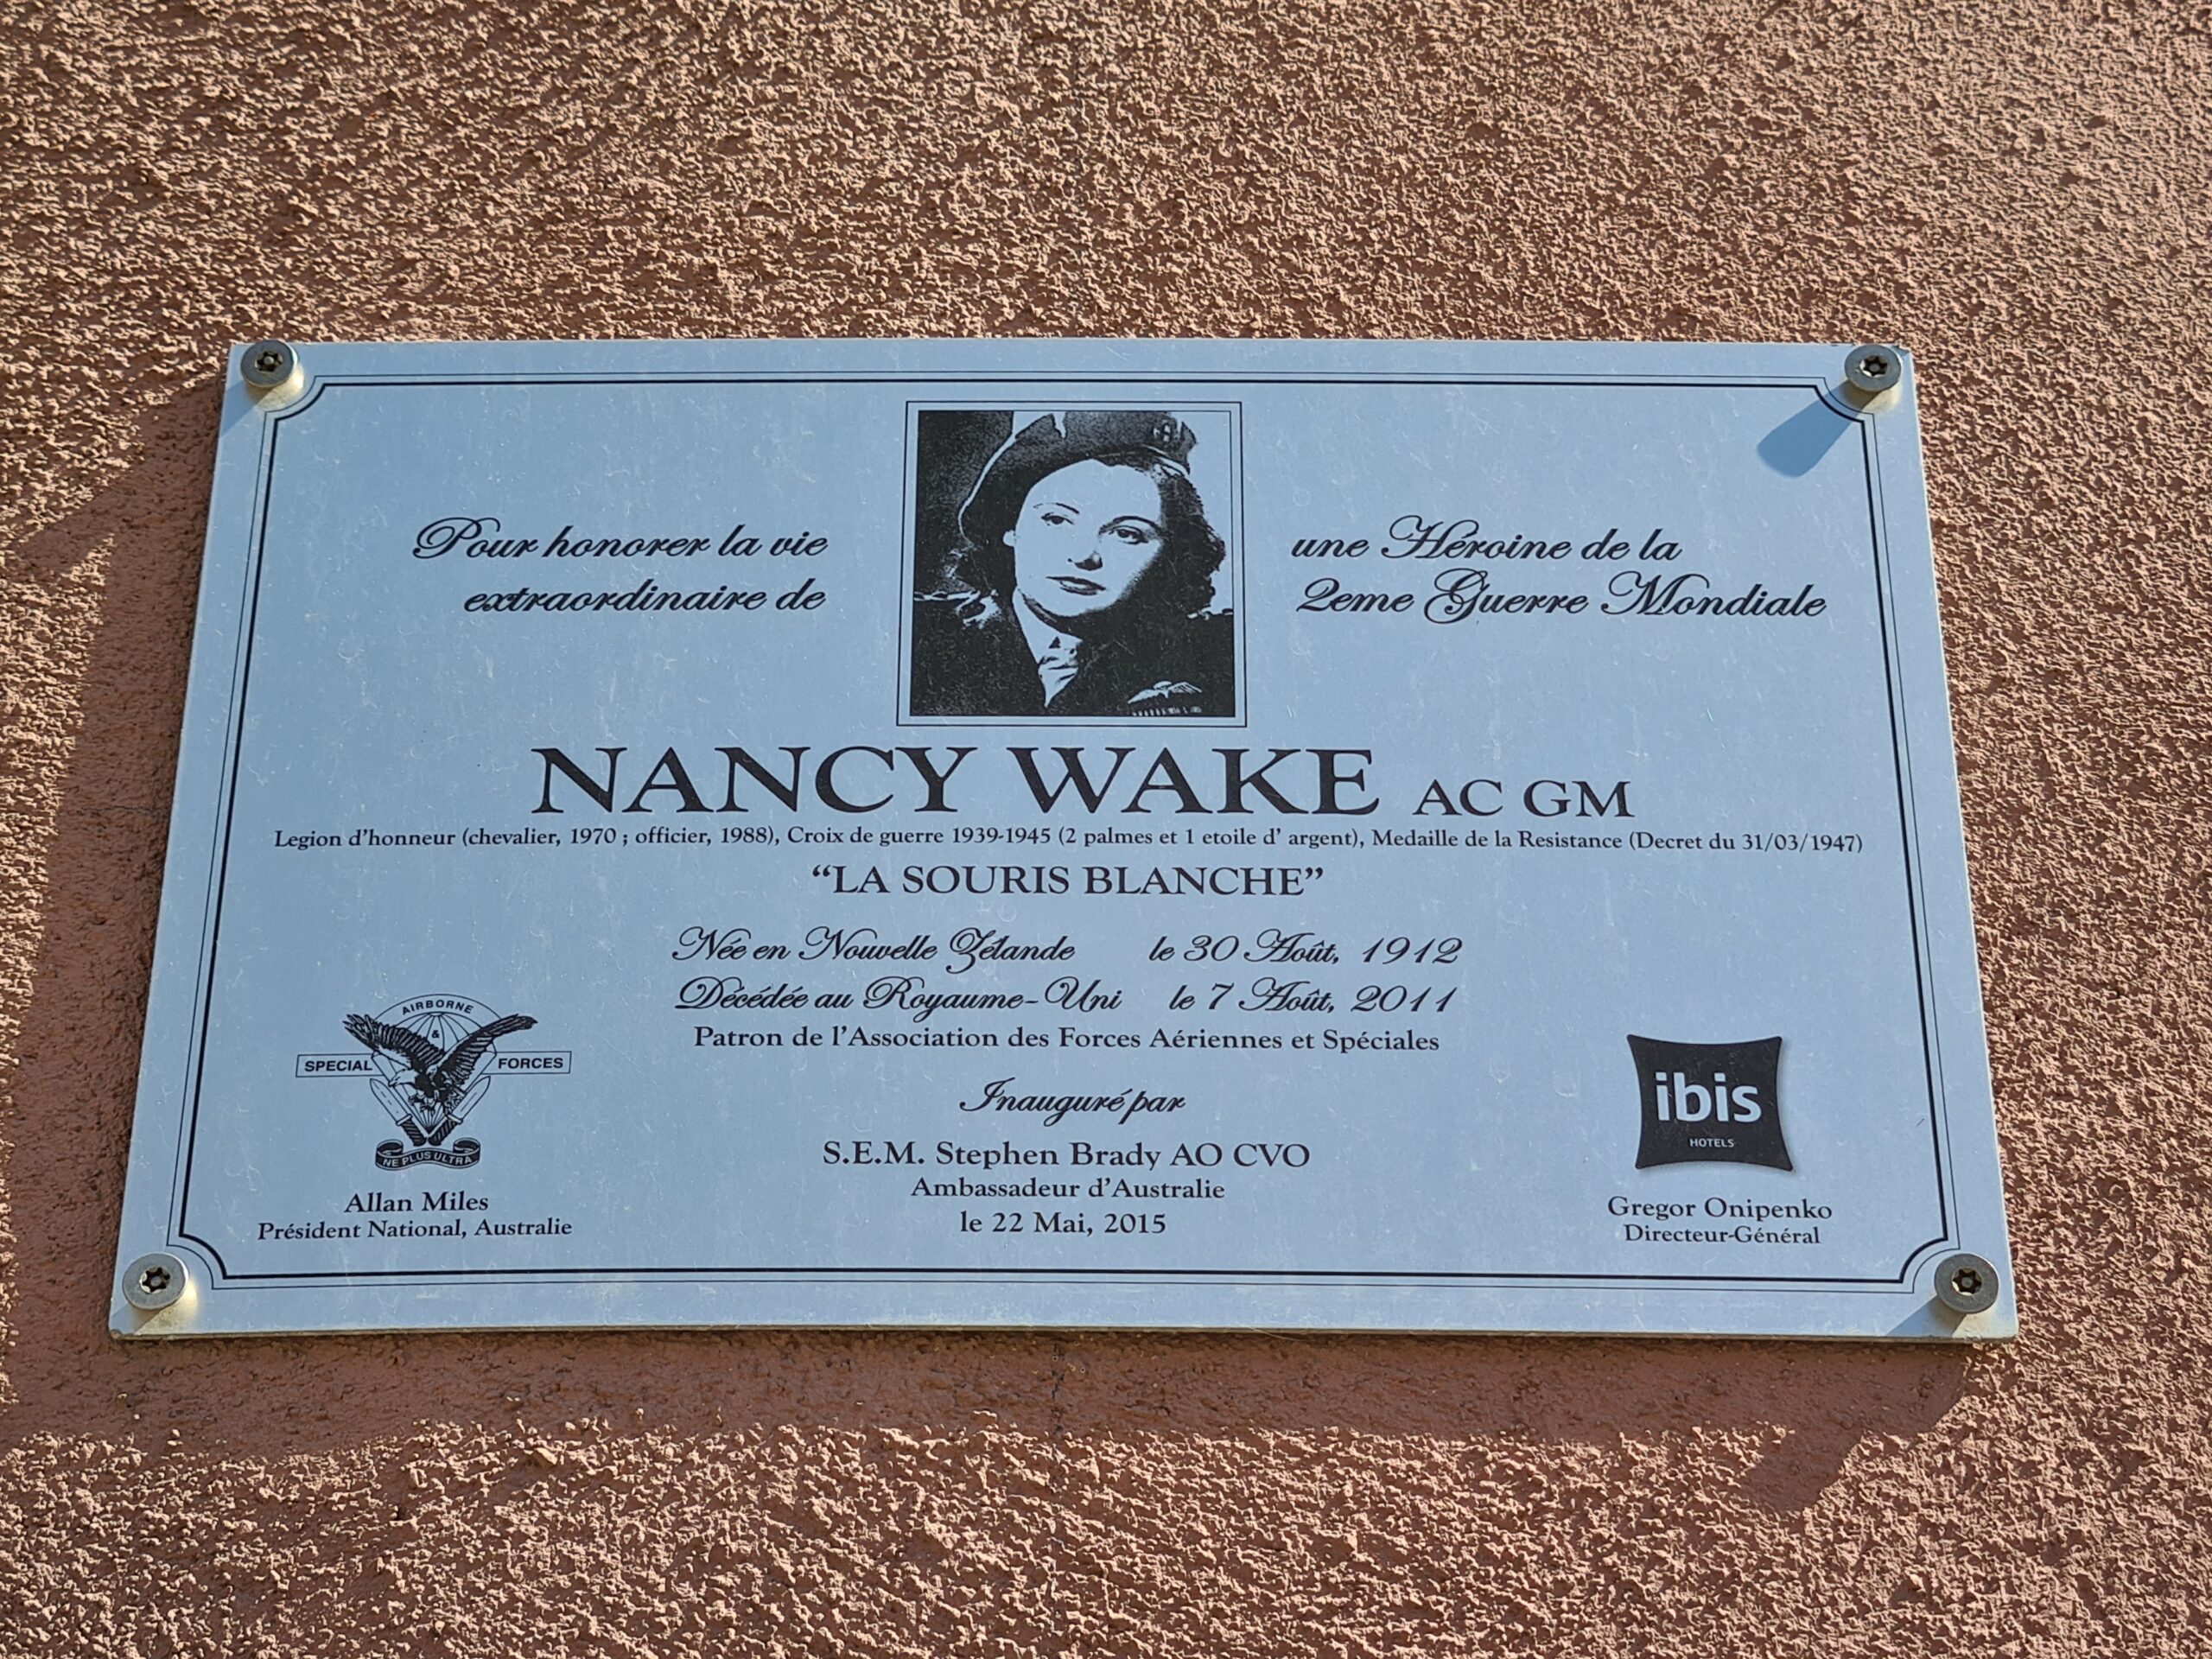 Pour honorer la vie
extraordinaire de
une Héroine de la
2eme Guerre Mondiale
NANCY WAKE AC GM
Legion d'honneur (chevalier, 1970 ; officier, 1988), Croix de guerre 1939-1945 (2 palmes et 1 etoile d' argent), Medaille de la Resistance (Decret du 31/03/1947)
“LA SOURIS BLANCHE”
Née en Nouvelle Zélande le 30 Août, 1912
Décédée au Royaume-Uni le 7 Août, 2011
Patron de l'Association des Forces Aériennes et Spéciales
Inauguré par
S.E.M. Stephen Brady AO CVO
Ambassadeur d'Australie
le 22 Mai, 2015
AIRBORNE
&
SPECIAL FORCES
NE PLUS ULTRA
Allan Miles
Président National, Australie
ibis
HOTELS
Gregor Onipenko
Directeur-Général